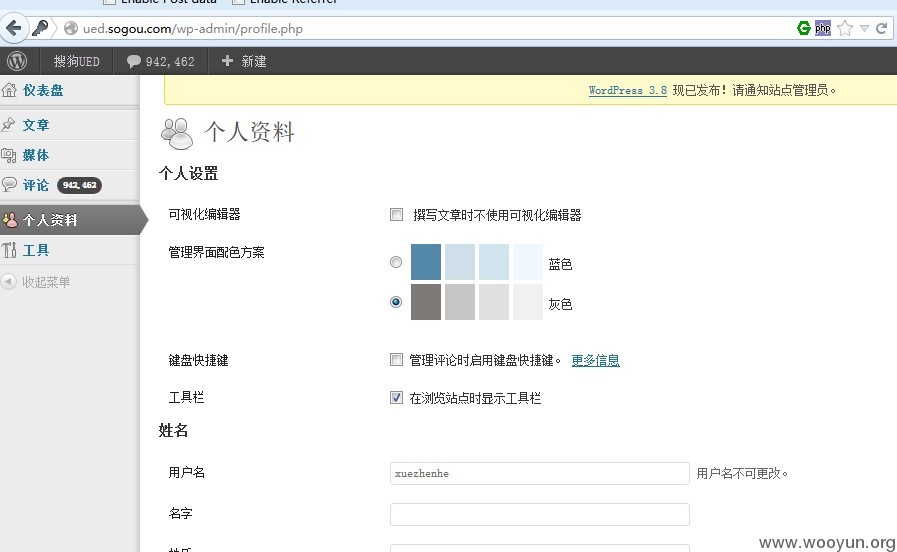 Enable Post data Enable Referrer
ued.sogou.com/wp-admin/profile.php
php
搜狗UED 942,462 新建
仪表盘
文章
媒体
评论 942,462
个人资料
工具
收起菜单
WordPress 3.8 现已发布！请通知站点管理员。
个人资料
个人设置
可视化编辑器 撰写文章时不使用可视化编辑器
管理界面配色方案 蓝色
灰色
键盘快捷键 管理评论时启用键盘快捷键。 更多信息
工具栏 在浏览站点时显示工具栏
姓名
用户名 xuezhenhe 用户名不可更改。
名字
www.wooyun.org